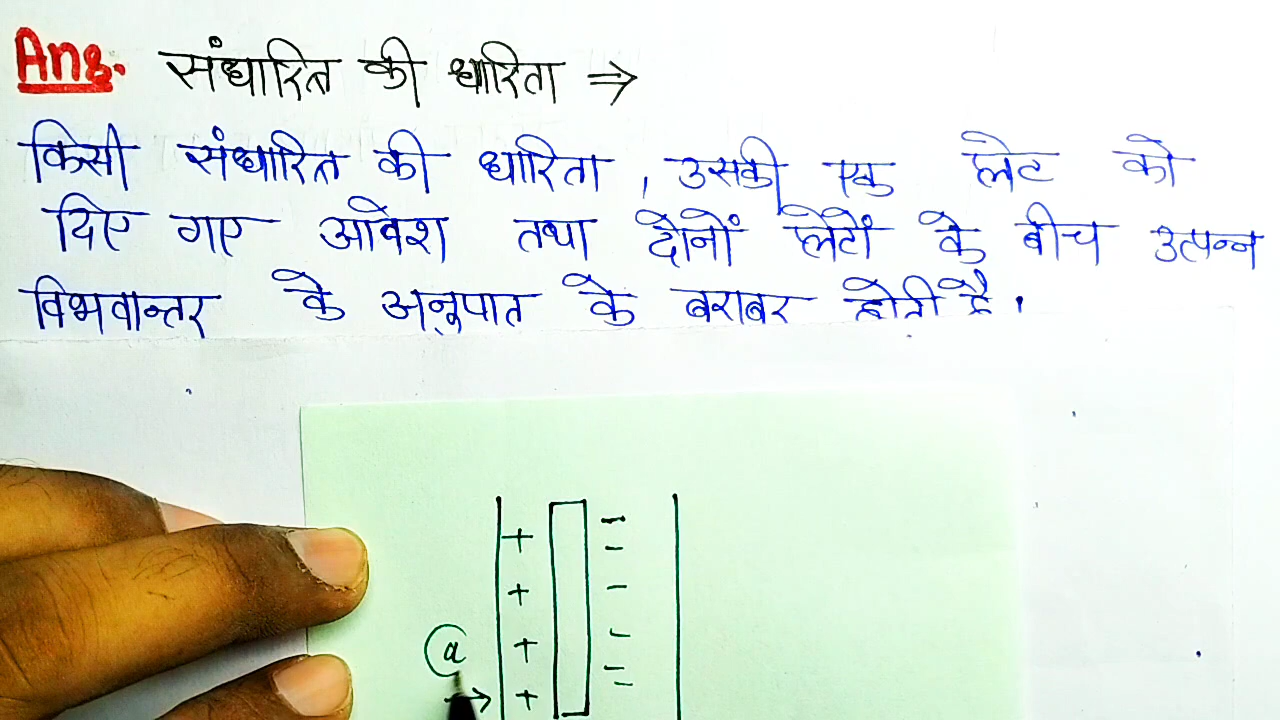 Ans. संधारित्र की धारिता ⇒
किसी संधारित्र की धारिता, उसकी एक प्लेट को
दिए गए आवेश तथा दोनों प्लेटों के बीच उत्पन्न
विभवान्तर के अनुपात के बराबर होती है।
+ −
−
+ −
+ −
a −
→ + −